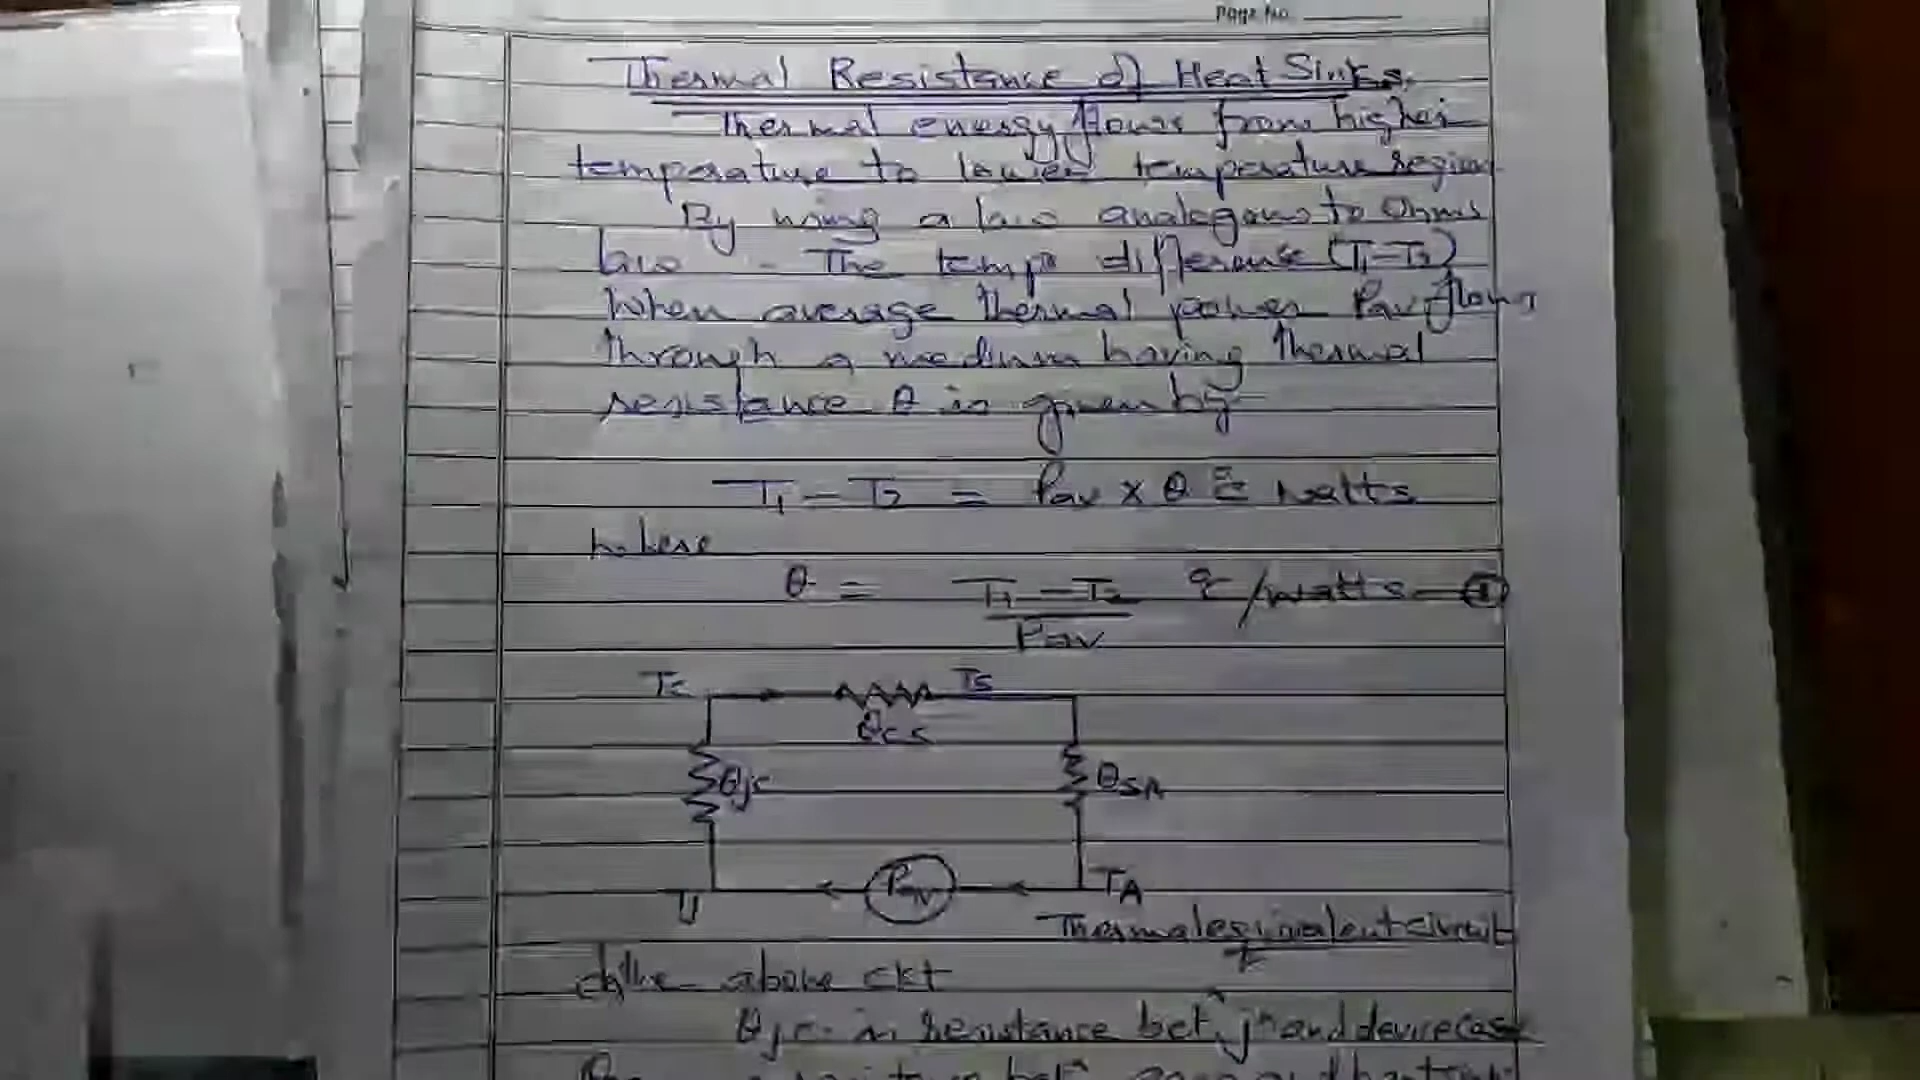 Page No.
Thermal Resistance of Heat Sinks.
Thermal energy flows from higher
temperature to lower temperature region
By using a law analogous to Ohms
law - The temp difference (T₁-T₂)
when average thermal power Pav flows
through a medium having thermal
resistance θ is given by
T₁ - T₂ = Pav × θ watts
where
θ = T₁ - T₂ °C/watts - ①
Pav
Tc Ts
θcs
θjc θSA
Pav
TJ TA
Thermal equivalent circuit
above ckt
θjc - is resistance betⁿ jⁿ and device case